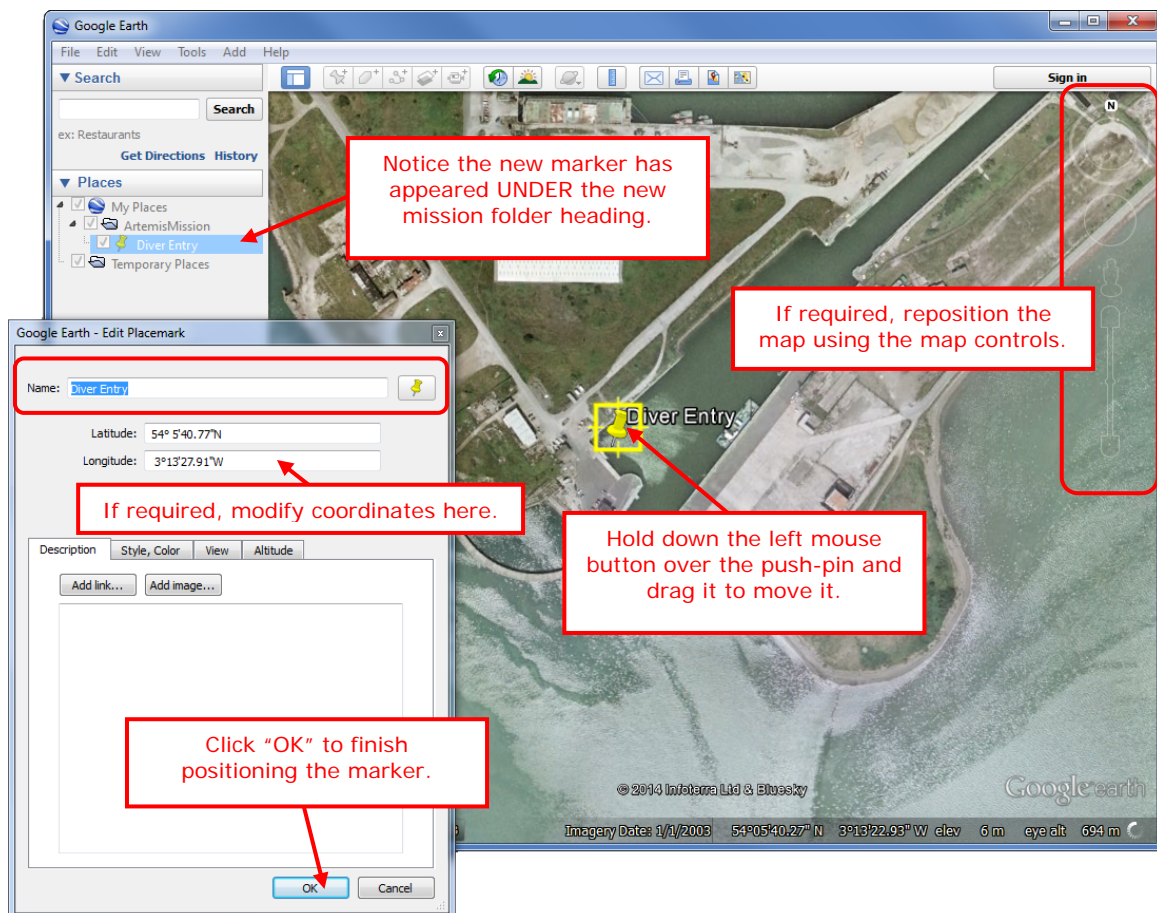 Google Earth
File Edit View Tools Add Help
▼ Search
Search
ex: Restaurants
Get Directions History
▼ Places
My Places
ArtemisMission
Diver Entry
Temporary Places
Sign in
N
Notice the new marker has
appeared UNDER the new
mission folder heading.
If required, reposition the
map using the map controls.
Diver Entry
Hold down the left mouse
button over the push-pin and
drag it to move it.
Google Earth - Edit Placemark
Name: Diver Entry
Latitude: 54° 5'40.77"N
Longitude: 3°13'27.91"W
If required, modify coordinates here.
Description Style, Color View Altitude
Add link... Add image...
Click “OK” to finish
positioning the marker.
OK Cancel
© 2014 Infoterra Ltd & Bluesky
Google earth
Imagery Date: 1/1/2003 54°05'40.27" N 3°13'22.93" W elev 6 m eye alt 694 m